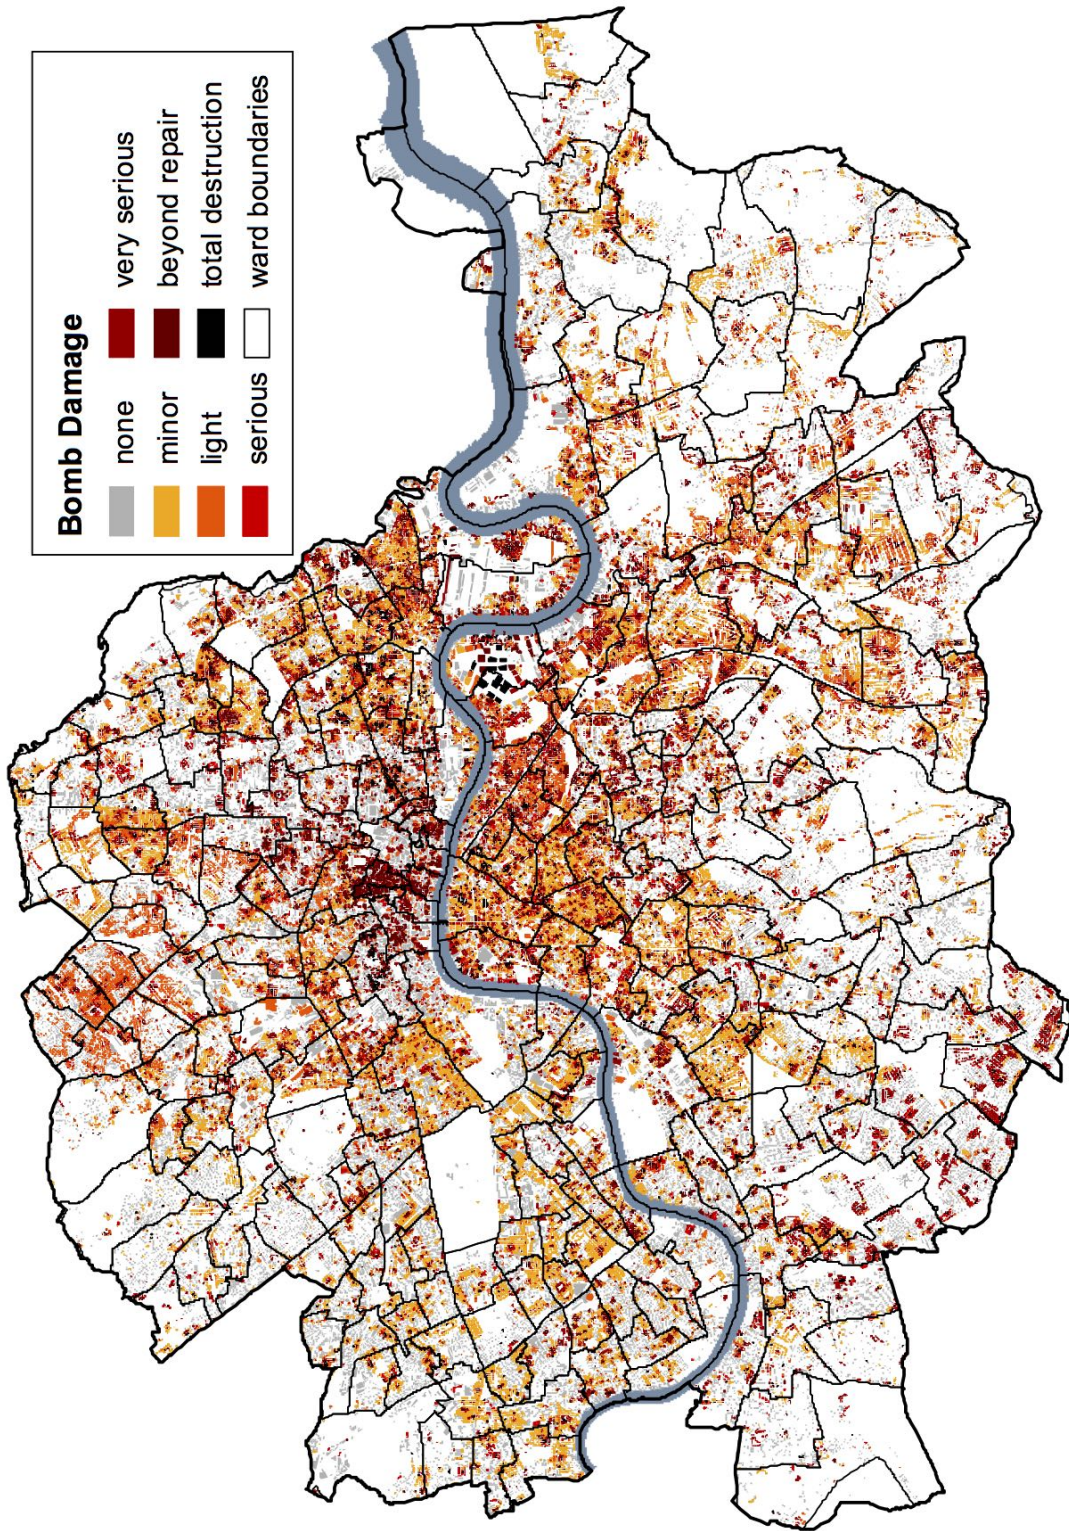 Bomb Damage
none
very serious
minor
beyond repair
light
total destruction
serious
ward boundaries